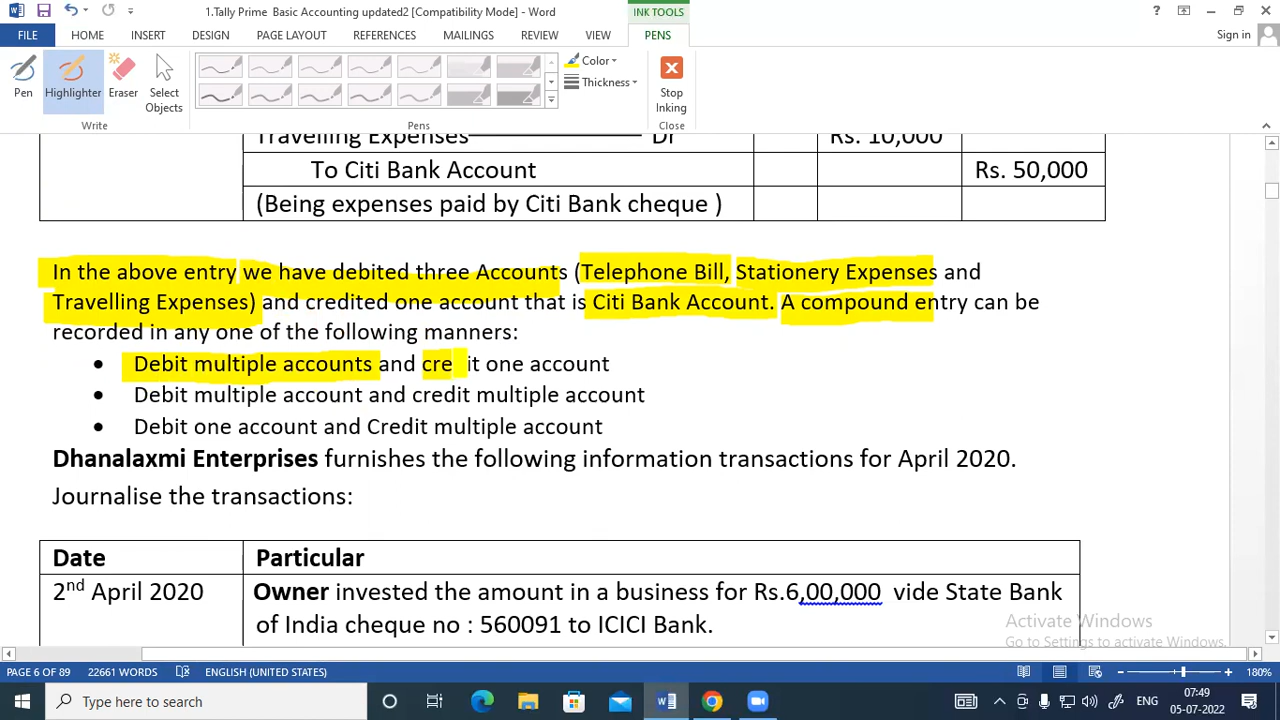 1.Tally Prime Basic Accounting updated2 [Compatibility Mode] - Word
INK TOOLS
?
FILE
HOME
INSERT
DESIGN
PAGE LAYOUT
REFERENCES
MAILINGS
REVIEW
VIEW
PENS
Sign in
Pen
Highlighter
Eraser
Select
Objects
Color
Thickness
Stop
Inking
Write
Pens
Close
Travelling Expenses Dr Rs. 10,000
To Citi Bank Account Rs. 50,000
(Being expenses paid by Citi Bank cheque )
In the above entry we have debited three Accounts (Telephone Bill, Stationery Expenses and
Travelling Expenses) and credited one account that is Citi Bank Account. A compound entry can be
recorded in any one of the following manners:
• Debit multiple accounts and credit one account
• Debit multiple account and credit multiple account
• Debit one account and Credit multiple account
Dhanalaxmi Enterprises furnishes the following information transactions for April 2020.
Journalise the transactions:
Date Particular
2nd April 2020 Owner invested the amount in a business for Rs.6,00,000 vide State Bank
of India cheque no : 560091 to ICICI Bank.
Activate Windows
Go to Settings to activate Windows.
PAGE 6 OF 89 22661 WORDS ENGLISH (UNITED STATES) 180%
Type here to search
ENG
07:49
05-07-2022